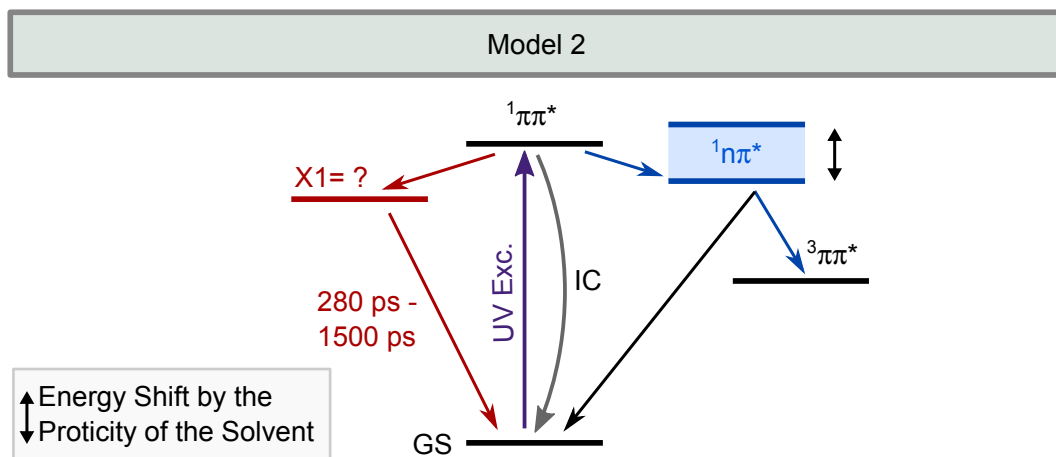 Model 2
¹ππ*
¹nπ*
X1= ?
³ππ*
UV Exc.
IC
280 ps -
1500 ps
Energy Shift by the
Proticity of the Solvent
GS